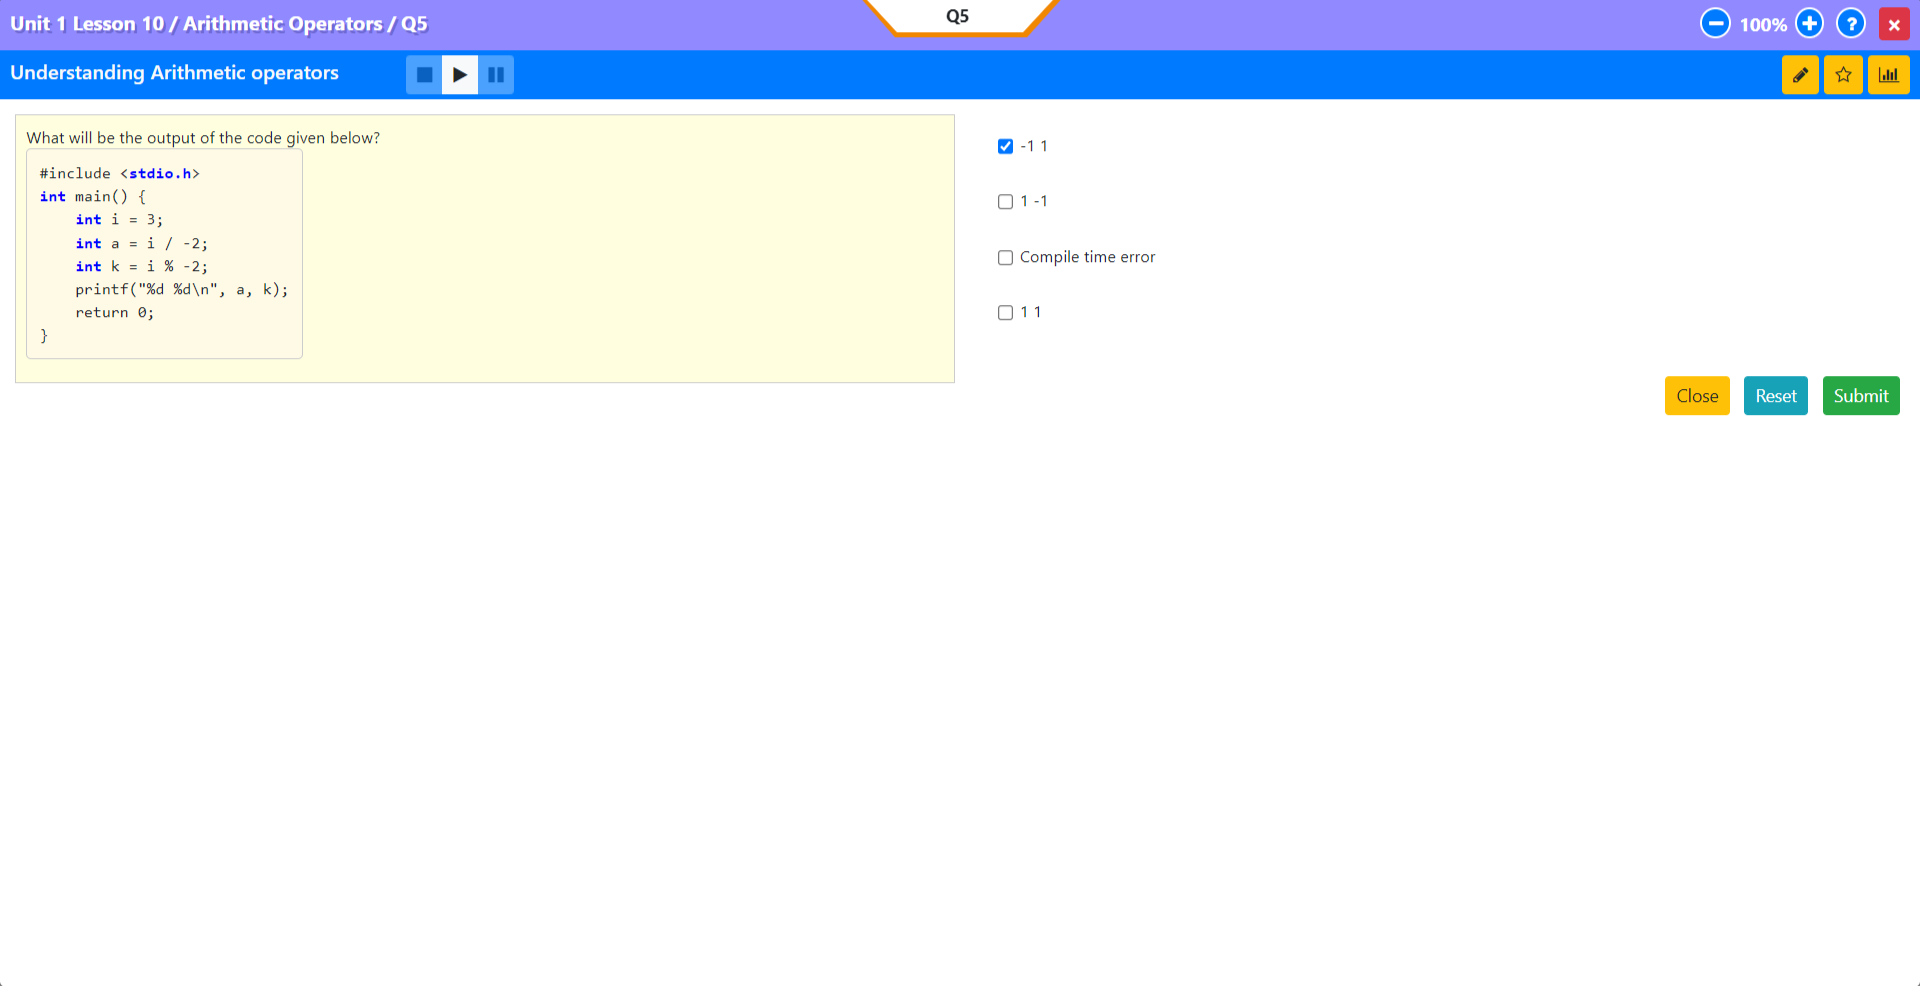 Unit 1 Lesson 10 / Arithmetic Operators / Q5
Q5
100%
?
Understanding Arithmetic operators
What will be the output of the code given below?
#include <stdio.h>
int main() {
    int i = 3;
    int a = i / -2;
    int k = i % -2;
    printf("%d %d\n", a, k);
    return 0;
}
-1 1
1 -1
Compile time error
1 1
Close
Reset
Submit